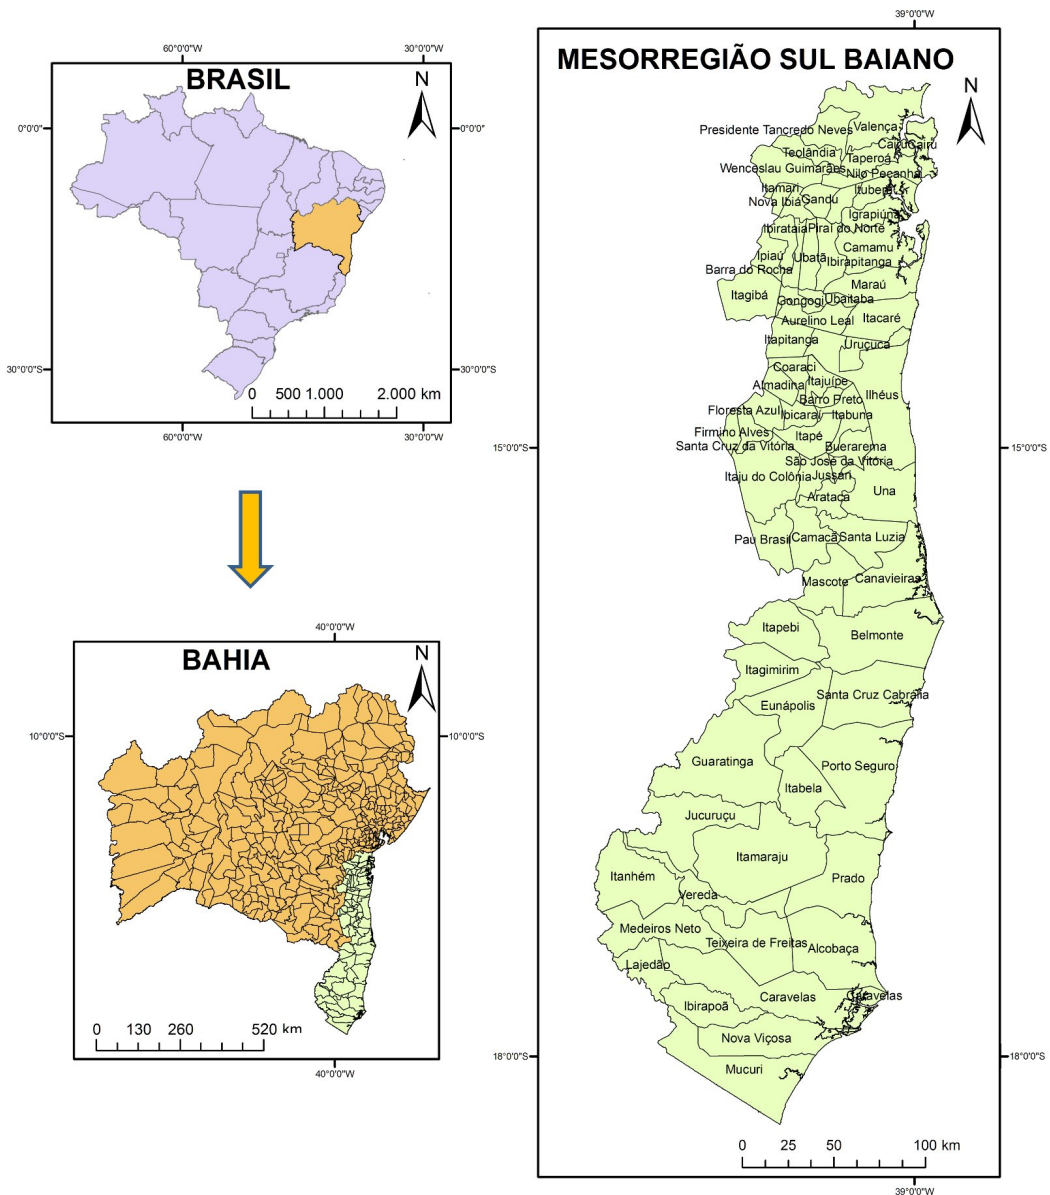 60°0'0"W
30°0'0"W
BRASIL
N
0°0'0"
0°0'0"
30°0'0"S
30°0'0"S
0 500 1.000 2.000 km
60°0'0"W
30°0'0"W
40°0'0"W
BAHIA
N
10°0'0"S
10°0'0"S
0 130 260 520 km
40°0'0"W
39°0'0"W
MESORREGIÃO SUL BAIANO
N
Presidente Tancredo Neves
Valença
Cairú
Cairú
Teolândia
Taperoá
Wenceslau Guimarães
Nilo Peçanha
Itamari
Ituberá
Nova Ibiá
Gandu
Igrapiúna
Ibirataia
Piraí do Norte
Camamu
Ipiaú
Ubatã
Ibirapitanga
Barra do Rocha
Maraú
Itagibá
Gongogi
Ubaitaba
Aurelino Leal
Itacaré
Itapitanga
Uruçuca
Coaraci
Almadina
Itajuípe
Barro Preto
Ilhéus
Floresta Azul
Ibicaraí
Itabuna
Firmino Alves
Itapé
Santa Cruz da Vitória
Buerarema
15°0'0"S
15°0'0"S
São José da Vitória
Itaju do Colônia
Jussari
Arataca
Una
Pau Brasil
Camacã
Santa Luzia
Mascote
Canavieiras
Itapebi
Belmonte
Itagimirim
Santa Cruz Cabrália
Eunápolis
Guaratinga
Porto Seguro
Itabela
Jucuruçu
Itamaraju
Itanhém
Prado
Vereda
Medeiros Neto
Teixeira de Freitas
Alcobaça
Lajedão
Caravelas
Caravelas
Ibirapoã
Nova Viçosa
18°0'0"S
18°0'0"S
Mucuri
0 25 50 100 km
39°0'0"W